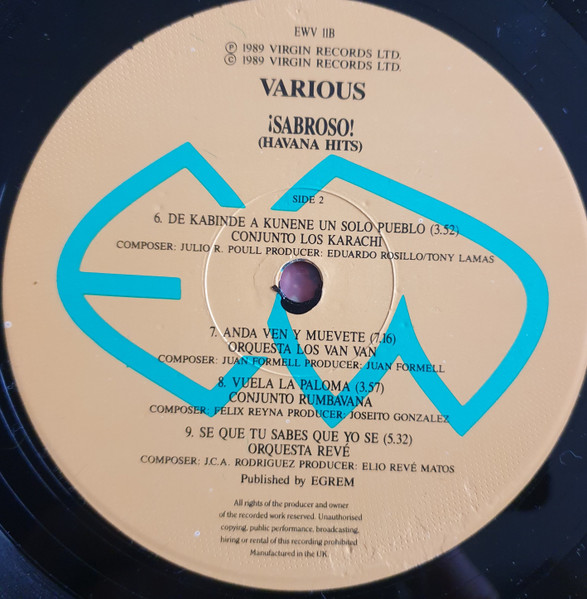 EWV 11B
Ⓟ 1989 VIRGIN RECORDS LTD.
© 1989 VIRGIN RECORDS LTD.
VARIOUS
¡SABROSO!
(HAVANA HITS)
SIDE 2
6. DE KABINDE A KUNENE UN SOLO PUEBLO (3.52)
CONJUNTO LOS KARACHÍ
COMPOSER: JULIO R. POULL PRODUCER: EDUARDO ROSILLO/TONY LAMAS
7. ANDA VEN Y MUEVETE (7.16)
ORQUESTA LOS VAN VAN
COMPOSER: JUAN FORMELL PRODUCER: JUAN FORMELL
8. VUELA LA PALOMA (3.57)
CONJUNTO RUMBAVANA
COMPOSER: FELIX REYNA PRODUCER: JOSEITO GONZALEZ
9. SE QUE TU SABES QUE YO SE (5.32)
ORQUESTA REVÉ
COMPOSER: J.C.A. RODRIGUEZ PRODUCER: ELIO REVÉ MATOS
Published by EGREM
All rights of the producer and owner
of the recorded work reserved. Unauthorised
copying, public performance, broadcasting,
hiring or rental of this recording prohibited
Manufactured in the UK